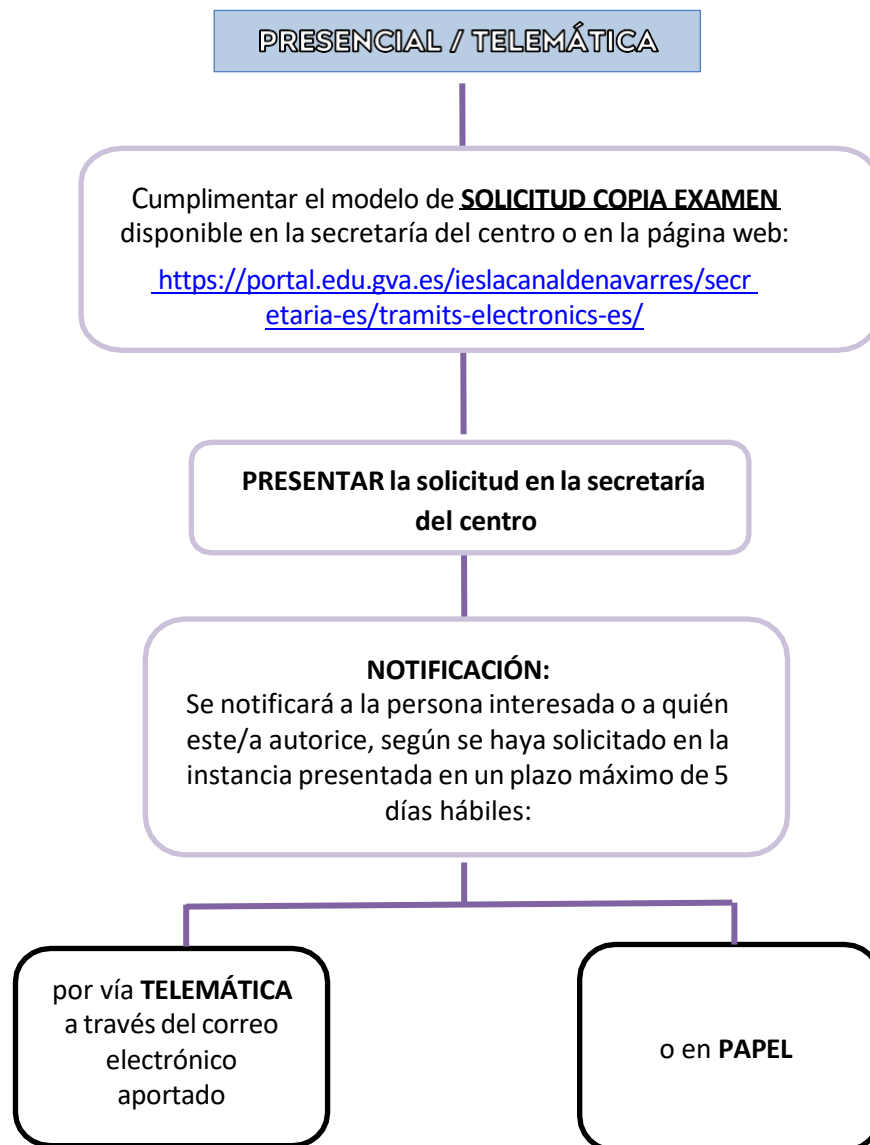 PRESENCIAL / TELEMÁTICA
Cumplimentar el modelo de SOLICITUD COPIA EXAMEN
disponible en la secretaría del centro o en la página web:
https://portal.edu.gva.es/ieslacanaldenavarres/secr
etaria-es/tramits-electronics-es/
PRESENTAR la solicitud en la secretaría
del centro
NOTIFICACIÓN:
Se notificará a la persona interesada o a quién
este/a autorice, según se haya solicitado en la
instancia presentada en un plazo máximo de 5
días hábiles:
por vía TELEMÁTICA
a través del correo
electrónico
aportado
o en PAPEL